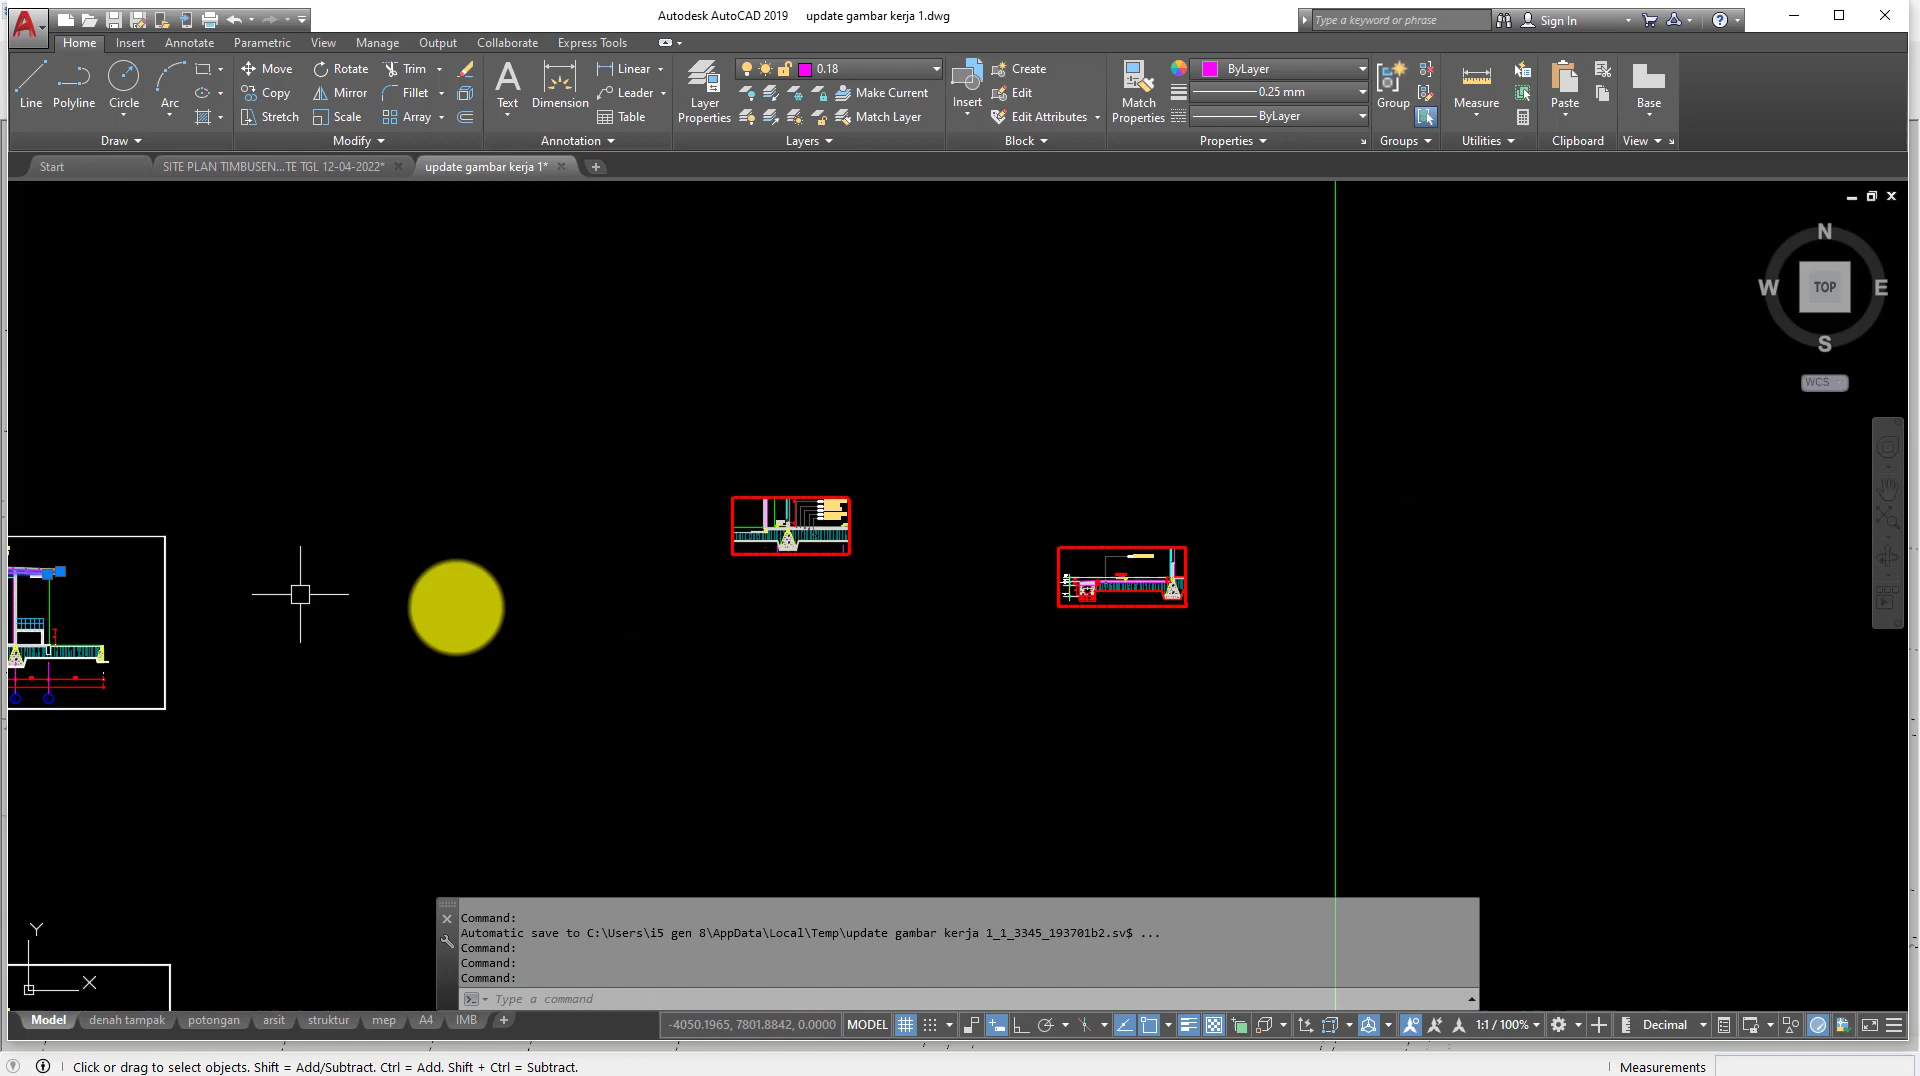 Autodesk AutoCAD 2019 update gambar kerja 1.dwg
Type a keyword or phrase
Sign In
Home Insert Annotate Parametric View Manage Output Collaborate Express Tools
Line Polyline Circle Arc
Move Rotate Trim
Copy Mirror Fillet
Stretch Scale Array
Text Dimension
Linear
Leader
Table
Layer Properties
0.18
Make Current
Match Layer
Insert
Create
Edit
Edit Attributes
Match Properties
ByLayer
0.25 mm
ByLayer
Group
Measure
Paste
Base
Draw Modify Annotation Layers Block Properties Groups Utilities Clipboard View
Start SITE PLAN TIMBUSEN...TE TGL 12-04-2022* update gambar kerja 1*
N
W TOP E
S
WCS
Command:
Automatic save to C:\Users\i5 gen 8\AppData\Local\Temp\update gambar kerja 1_1_3345_193701b2.sv$ ...
Command:
Command:
Command:
Type a command
Y
X
Model denah tampak potongan arsit struktur mep A4 IMB
-4050.1965, 7801.8842, 0.0000 MODEL 1:1 / 100% Decimal
Click or drag to select objects. Shift = Add/Subtract. Ctrl = Add. Shift + Ctrl = Subtract. Measurements